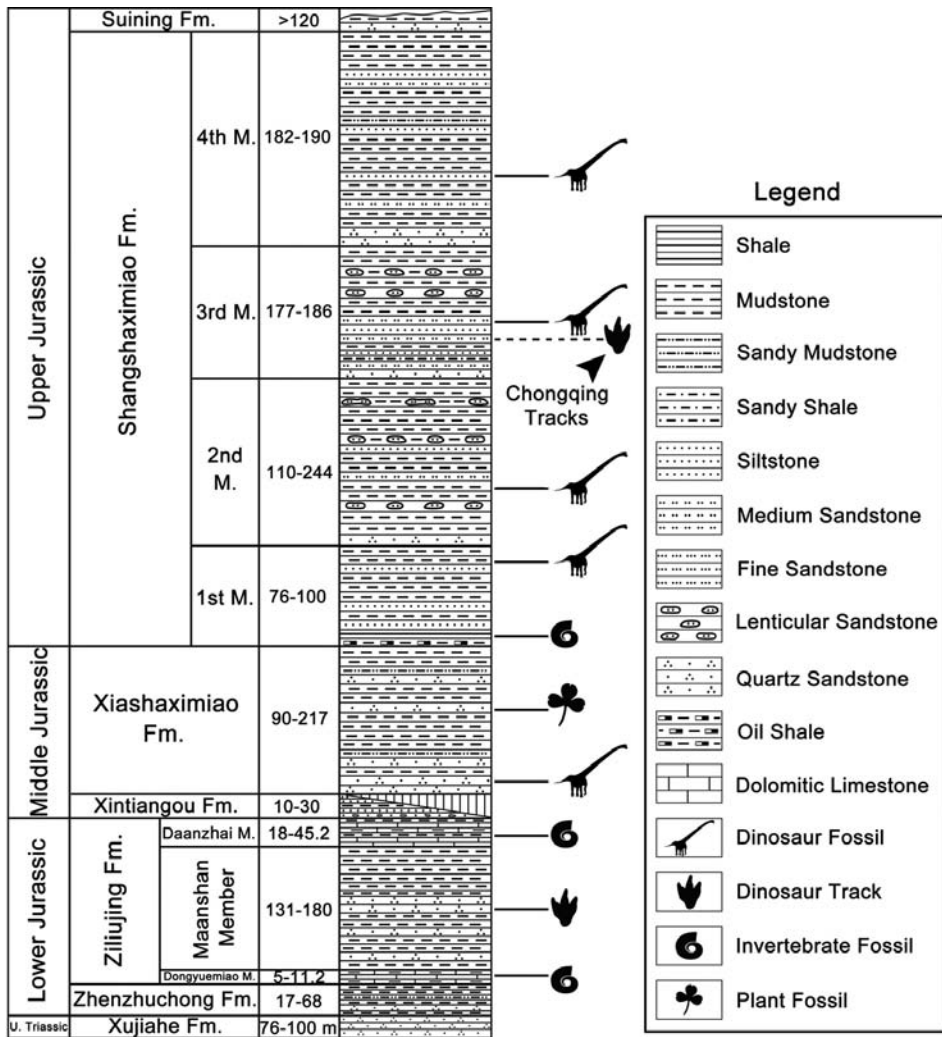 Suining Fm.
>120
Upper Jurassic
Shangshaximiao Fm.
4th M.
182-190
3rd M.
177-186
Chongqing
Tracks
2nd
M.
110-244
1st M.
76-100
Middle Jurassic
Xiashaximiao
Fm.
90-217
Xintiangou Fm.
10-30
Lower Jurassic
Ziliujing Fm.
Daanzhai M.
18-45.2
Maanshan
Member
131-180
Dongyuemiao M.
5-11.2
Zhenzhuchong Fm.
17-68
U. Triassic
Xujiahe Fm.
76-100 m
Legend
Shale
Mudstone
Sandy Mudstone
Sandy Shale
Siltstone
Medium Sandstone
Fine Sandstone
Lenticular Sandstone
Quartz Sandstone
Oil Shale
Dolomitic Limestone
Dinosaur Fossil
Dinosaur Track
Invertebrate Fossil
Plant Fossil